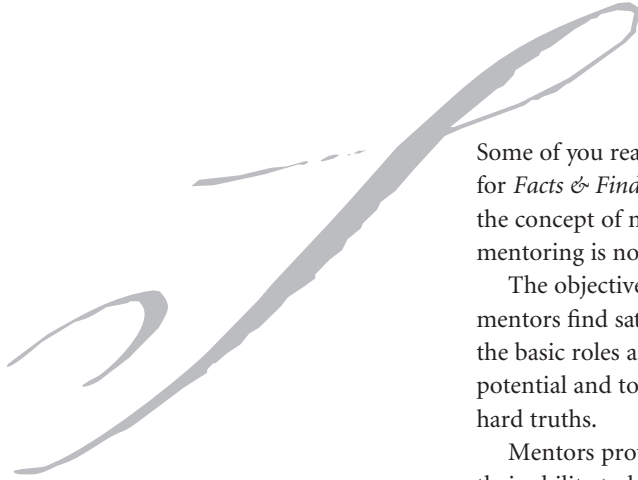 Some of you rea
for Facts & Find
the concept of m
mentoring is no
The objective
mentors find sat
the basic roles a
potential and to
hard truths.
Mentors prov